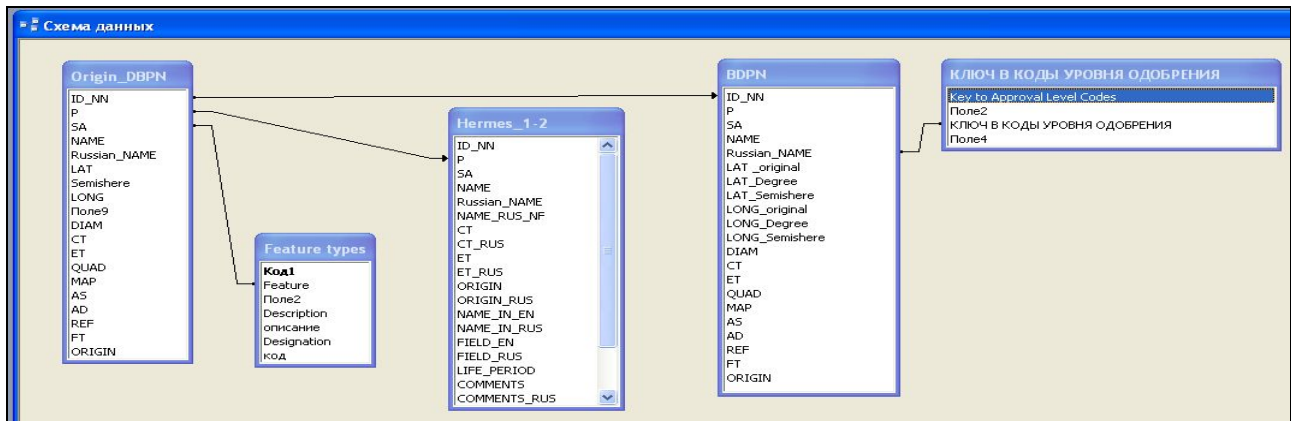 Схема данных
Origin_DBPN
ID_NN
P
SA
NAME
Russian_NAME
LAT
Semishere
LONG
Поле9
DIAM
CT
ET
QUAD
MAP
AS
AD
REF
FT
ORIGIN
Feature types
Код1
Feature
Поле2
Description
описание
Designation
код
Hermes_1-2
ID_NN
P
SA
NAME
Russian_NAME
NAME_RUS_NF
CT
CT_RUS
ET
ET_RUS
ORIGIN
ORIGIN_RUS
NAME_IN_EN
NAME_IN_RUS
FIELD_EN
FIELD_RUS
LIFE_PERIOD
COMMENTS
COMMENTS_RUS
BDPN
ID_NN
P
SA
NAME
Russian_NAME
LAT _original
LAT_Degree
LAT_Semishere
LONG_original
LONG_Degree
LONG_Semishere
DIAM
CT
ET
QUAD
MAP
AS
AD
REF
FT
ORIGIN
КЛЮЧ В КОДЫ УРОВНЯ ОДОБРЕНИЯ
Key to Approval Level Codes
Поле2
КЛЮЧ В КОДЫ УРОВНЯ ОДОБРЕНИЯ
Поле4